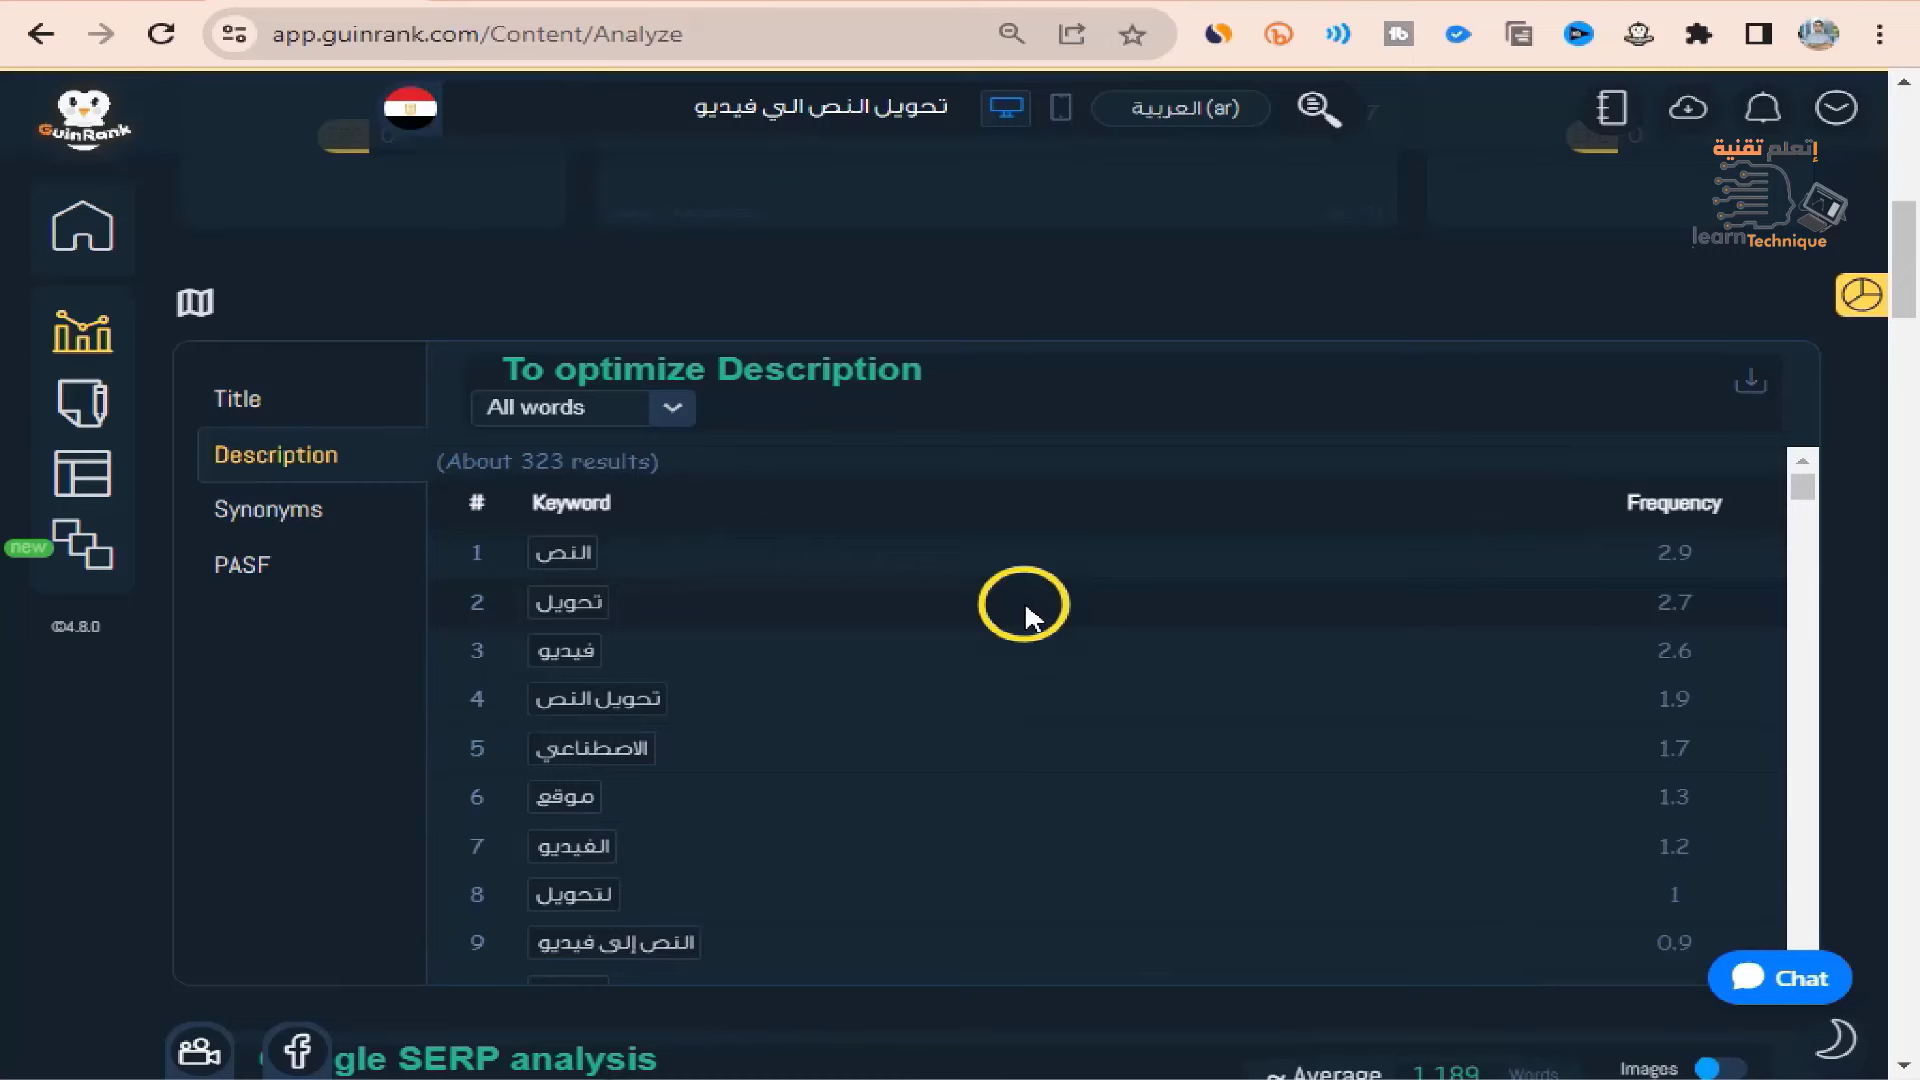 app.guinrank.com/Content/Analyze
GuinRank
تحويل النص الي فيديو
العربية (ar)
إتعلم تقنية
learnTechnique
To optimize Description
All words
Title
Description
Synonyms
PASF
new
©4.8.0
(About 323 results)
# Keyword Frequency
1 النص 2.9
2 تحويل 2.7
3 فيديو 2.6
4 تحويل النص 1.9
5 الاصطناعي 1.7
6 موقع 1.3
7 الفيديو 1.2
8 لتحويل 1
9 النص إلى فيديو 0.9
Chat
gle SERP analysis
~ Average 1,189 Words
Images